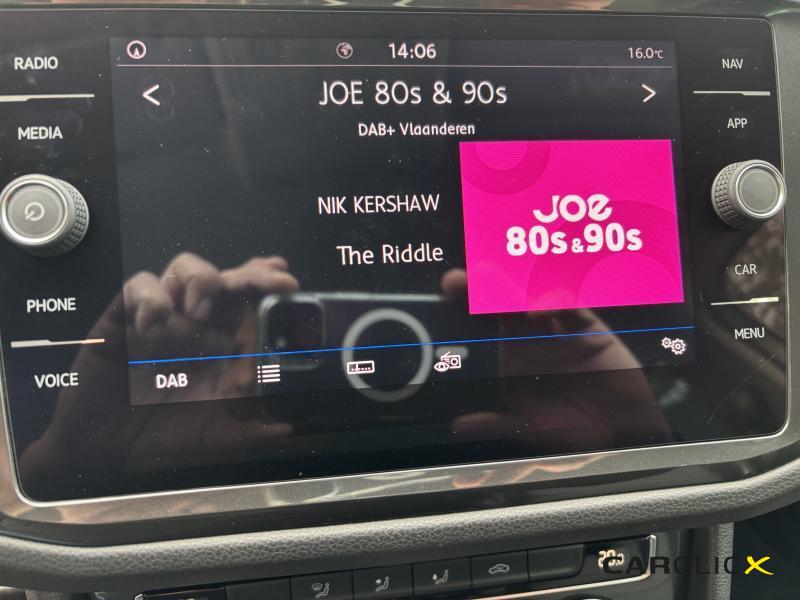 RADIO
MEDIA
PHONE
VOICE
14:06
16.0°C
JOE 80s & 90s
DAB+ Vlaanderen
NIK KERSHAW
The Riddle
JOE
80s&90s
DAB
NAV
APP
CAR
MENU
CARCLICX